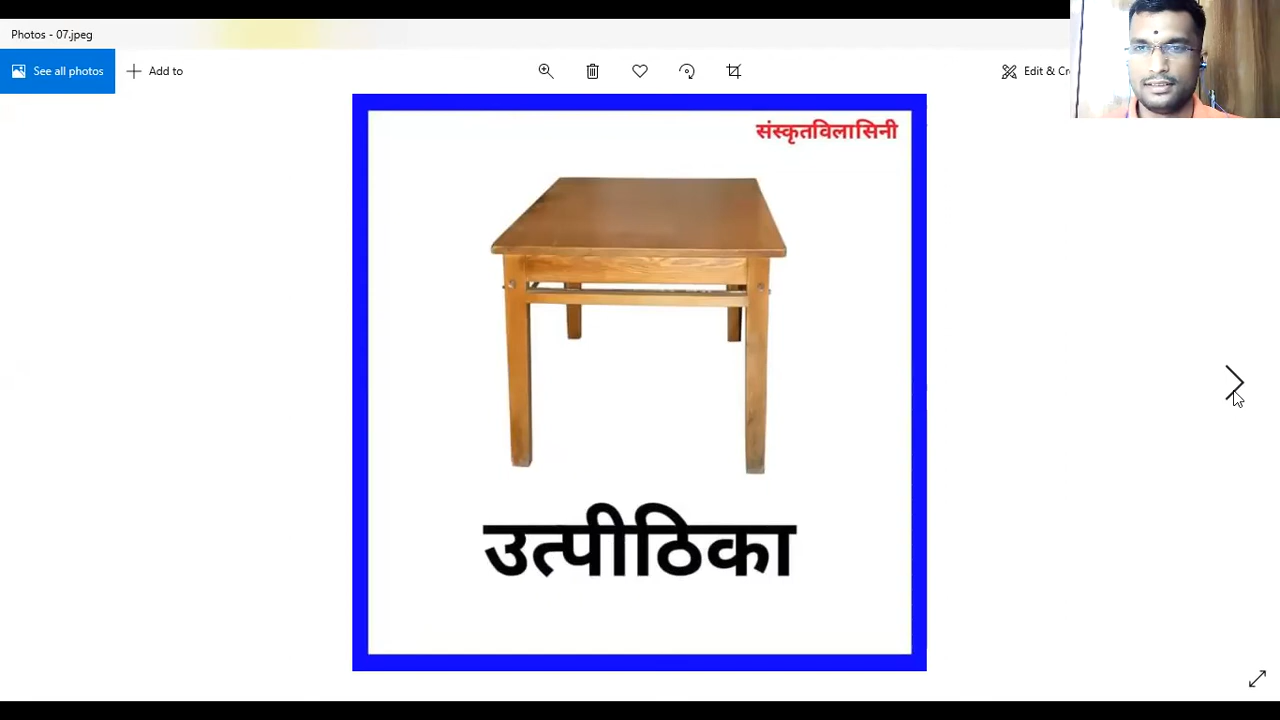 Photos - 07.jpeg
See all photos
Add to
Edit & Cr
संस्कृतविलासिनी
उत्पीठिका